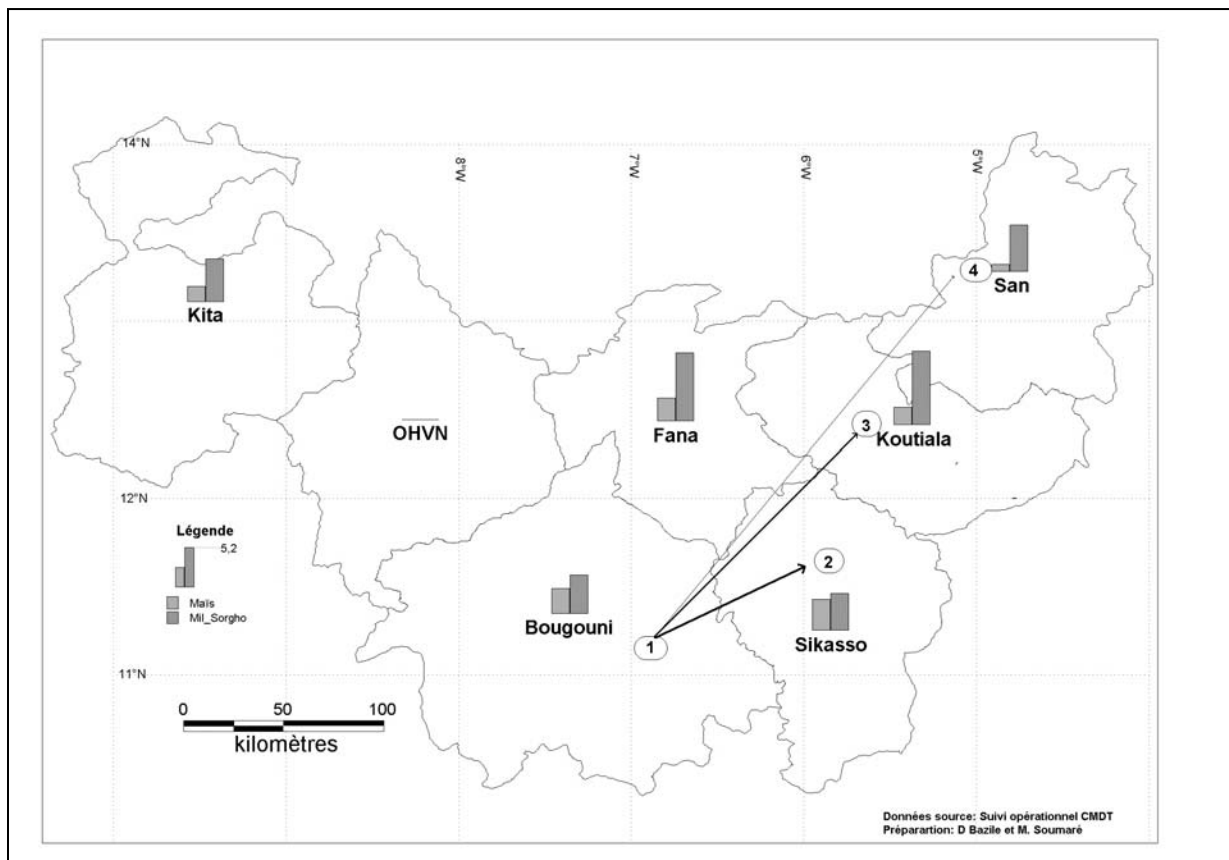 14°N
8°W
7°W
6°W
5°W
4
San
Kita
3
Koutiala
Fana
OHVN
12°N
Légende
5,2
Maïs
Mil_Sorgho
2
Bougouni
Sikasso
1
11°N
0 50 100
kilomètres
Données source: Suivi opérationnel CMDT
Préparartion: D Bazile et M. Soumaré